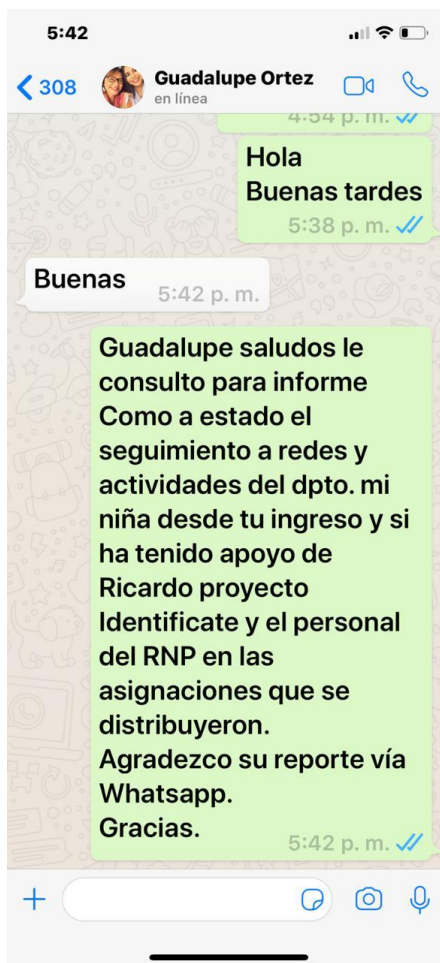 5:42
308
Guadalupe Ortez
en línea
4:54 p. m.
Hola
Buenas tardes
5:38 p. m.
Buenas
5:42 p. m.
Guadalupe saludos le
consulto para informe
Como a estado el
seguimiento a redes y
actividades del dpto. mi
niña desde tu ingreso y si
ha tenido apoyo de
Ricardo proyecto
Identificate y el personal
del RNP en las
asignaciones que se
distribuyeron.
Agradezco su reporte vía
Whatsapp.
Gracias.
5:42 p. m.